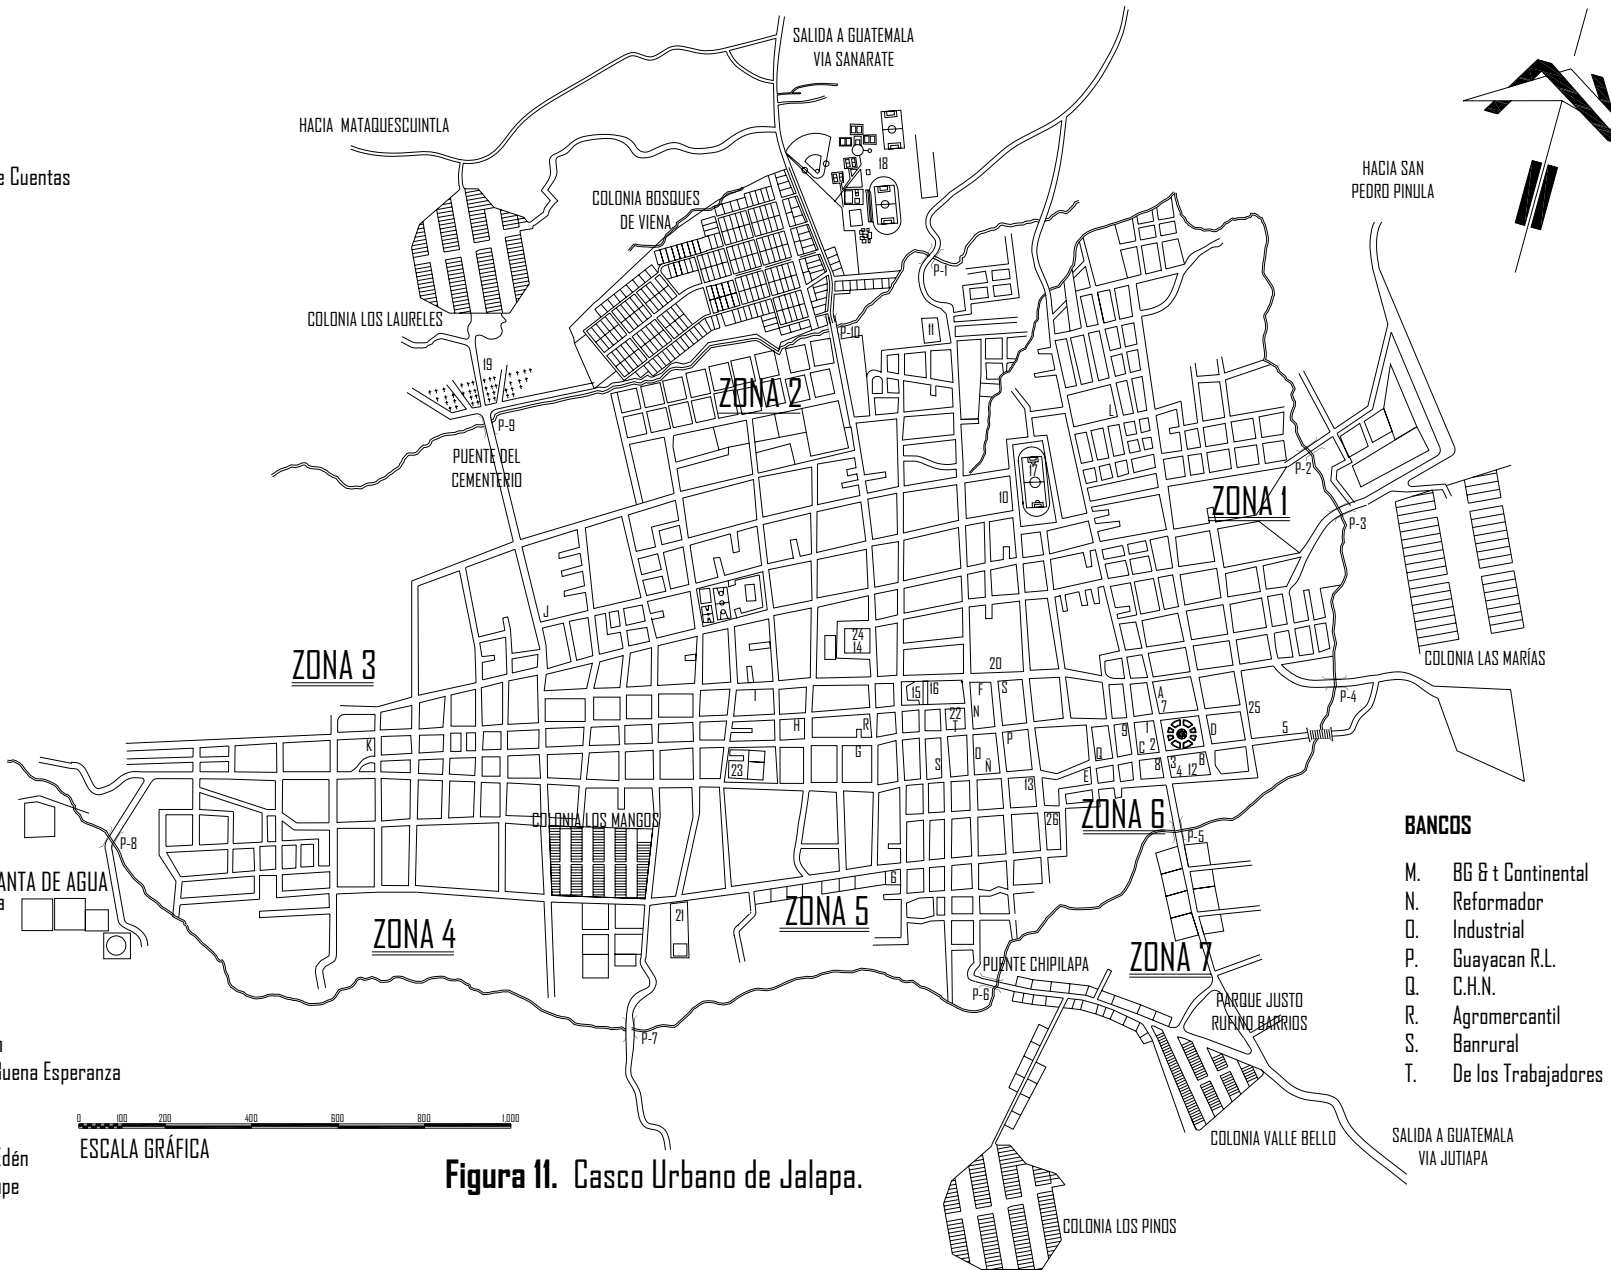 SALIDA A GUATEMALA
VIA SANARATE
HACIA MATAQUESCUINTLA
e Cuentas
HACIA SAN
PEDRO PINULA
18
COLONIA BOSQUES
DE VIENA
P-1
COLONIA LOS LAURELES
P-10
11
19
ZONA 2
L
P-9
PUENTE DEL
CEMENTERIO
17
P-2
10
ZONA 1
P-3
J
24
14
ZONA 3
20
COLONIA LAS MARÍAS
I
15
16
F
S
A
7
P-4
25
22
T
N
H
R
K
G
P
9
1
D
5
C
2
Q
O
Ñ
S
23
E
8
3
4
12
B
13
COLONIA LOS MANGOS
26
ZONA 6
P-5
P-8
BANCOS
M. BG & t Continental
N. Reformador
O. Industrial
P. Guayacan R.L.
Q. C.H.N.
R. Agromercantil
S. Banrural
T. De los Trabajadores
ANTA DE AGUA
a
6
21
ZONA 5
ZONA 4
ZONA 7
PUENTE CHIPILAPA
P-6
PARQUE JUSTO
RUFINO BARRIOS
P-7
n
Buena Esperanza
0 100 200 400 600 800 1,000
ESCALA GRÁFICA
COLONIA VALLE BELLO
SALIDA A GUATEMALA
VIA JUTIAPA
Edén
upe
Figura 11. Casco Urbano de Jalapa.
COLONIA LOS PINOS